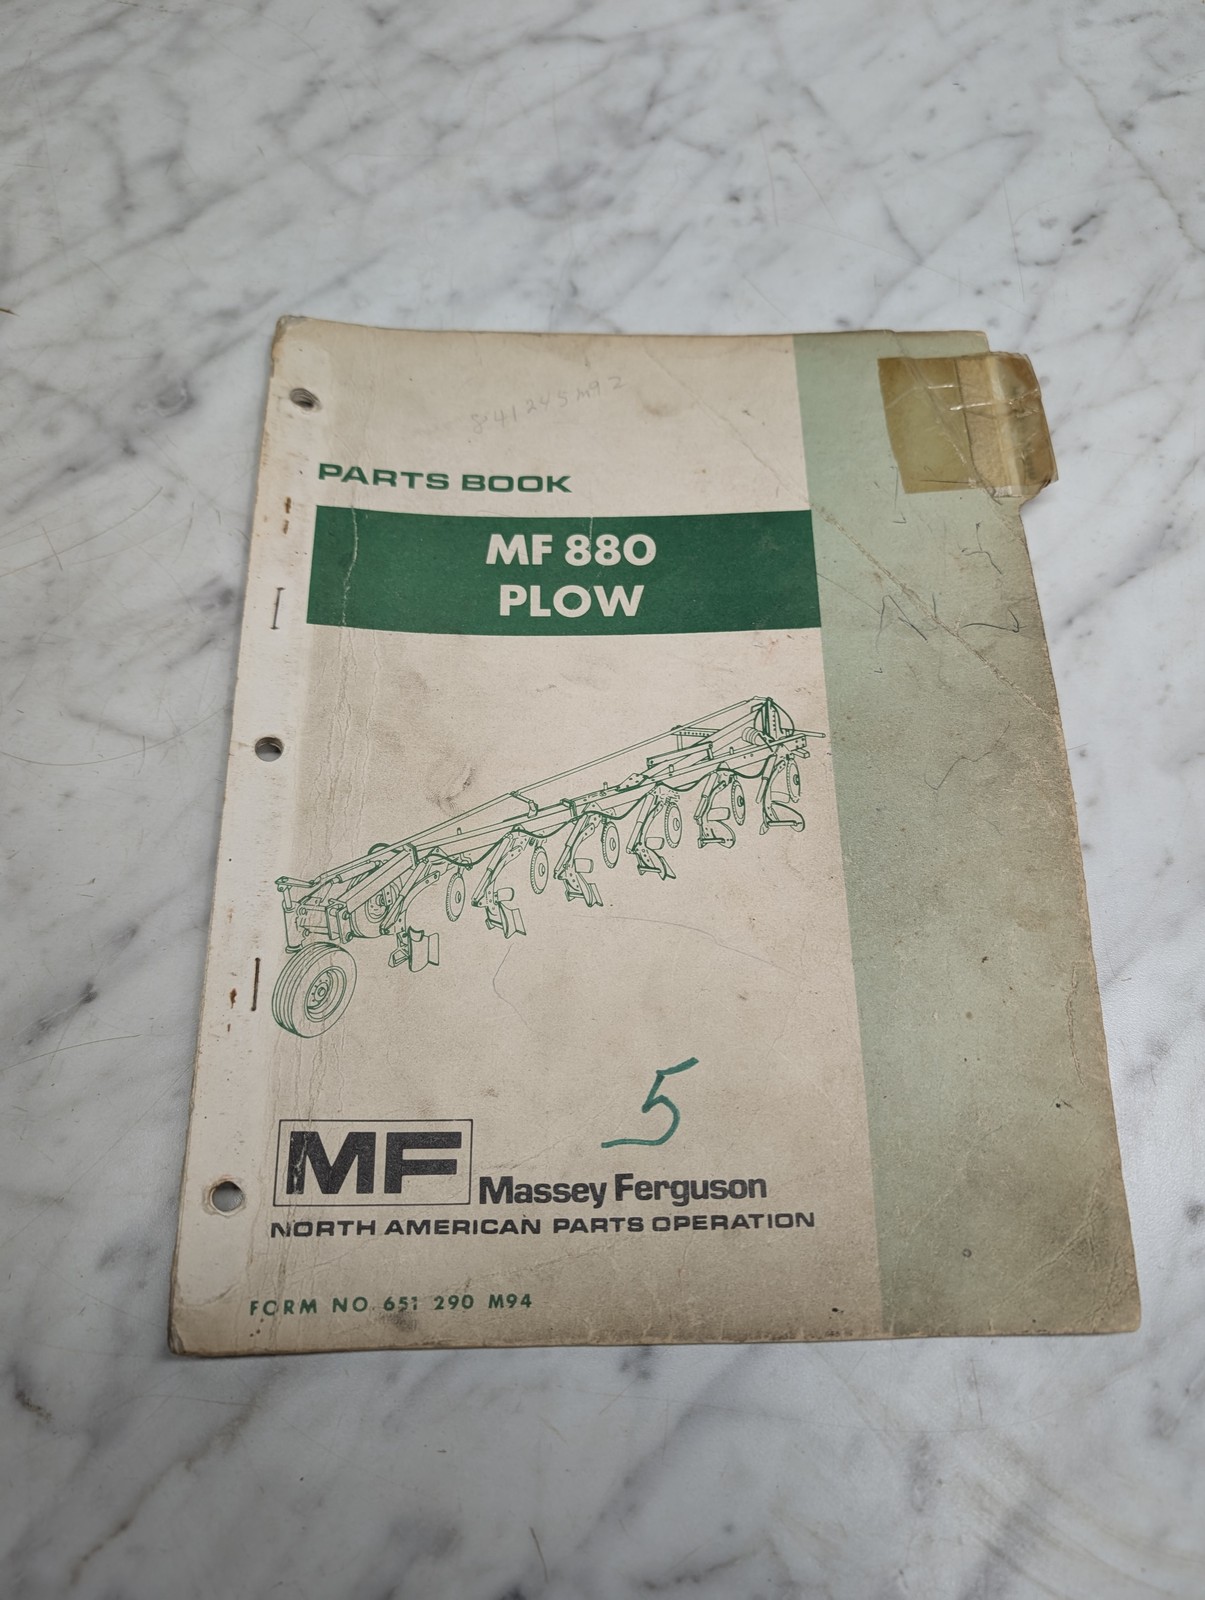 841245M92
PARTS BOOK
MF 880
PLOW
5
MF
Massey Ferguson
NORTH AMERICAN PARTS OPERATION
FORM NO. 651 290 M94